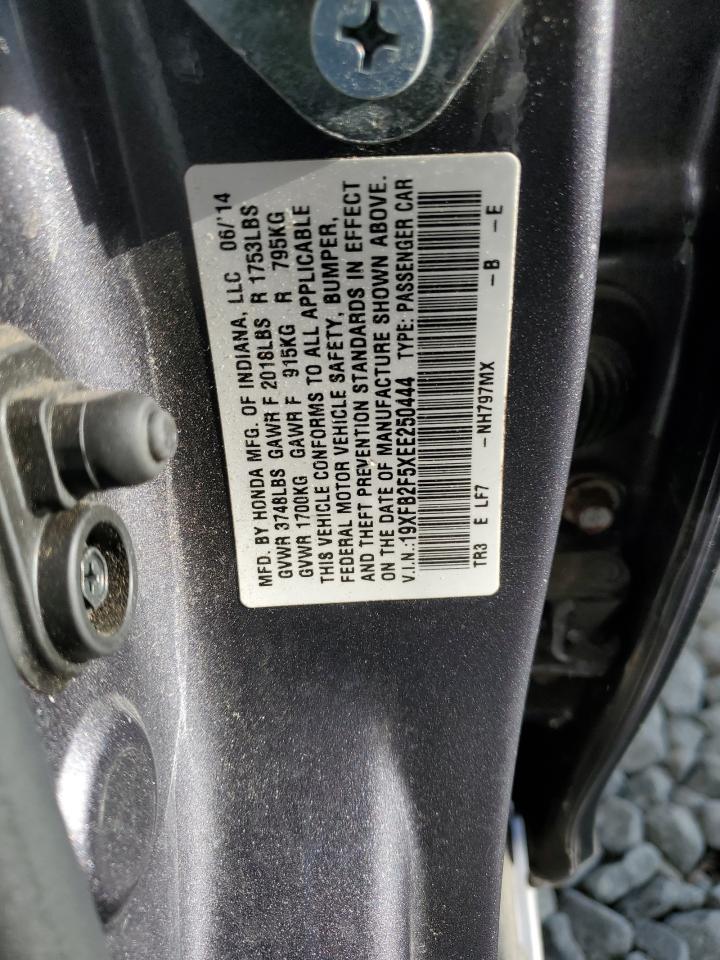 MFD. BY HONDA MFG. OF INDIANA, LLC 06/14
GVWR 3748LBS GAWR F 2018LBS R 1753LBS
GVWR 1700KG GAWR F 915KG R 795KG
THIS VEHICLE CONFORMS TO ALL APPLICABLE
FEDERAL MOTOR VEHICLE SAFETY, BUMPER,
AND THEFT PREVENTION STANDARDS IN EFFECT
ON THE DATE OF MANUFACTURE SHOWN ABOVE.
V.I.N.:19XFB2F5XEE250444 TYPE: PASSENGER CAR
TR3 E LF7 -NH797MX -B -E